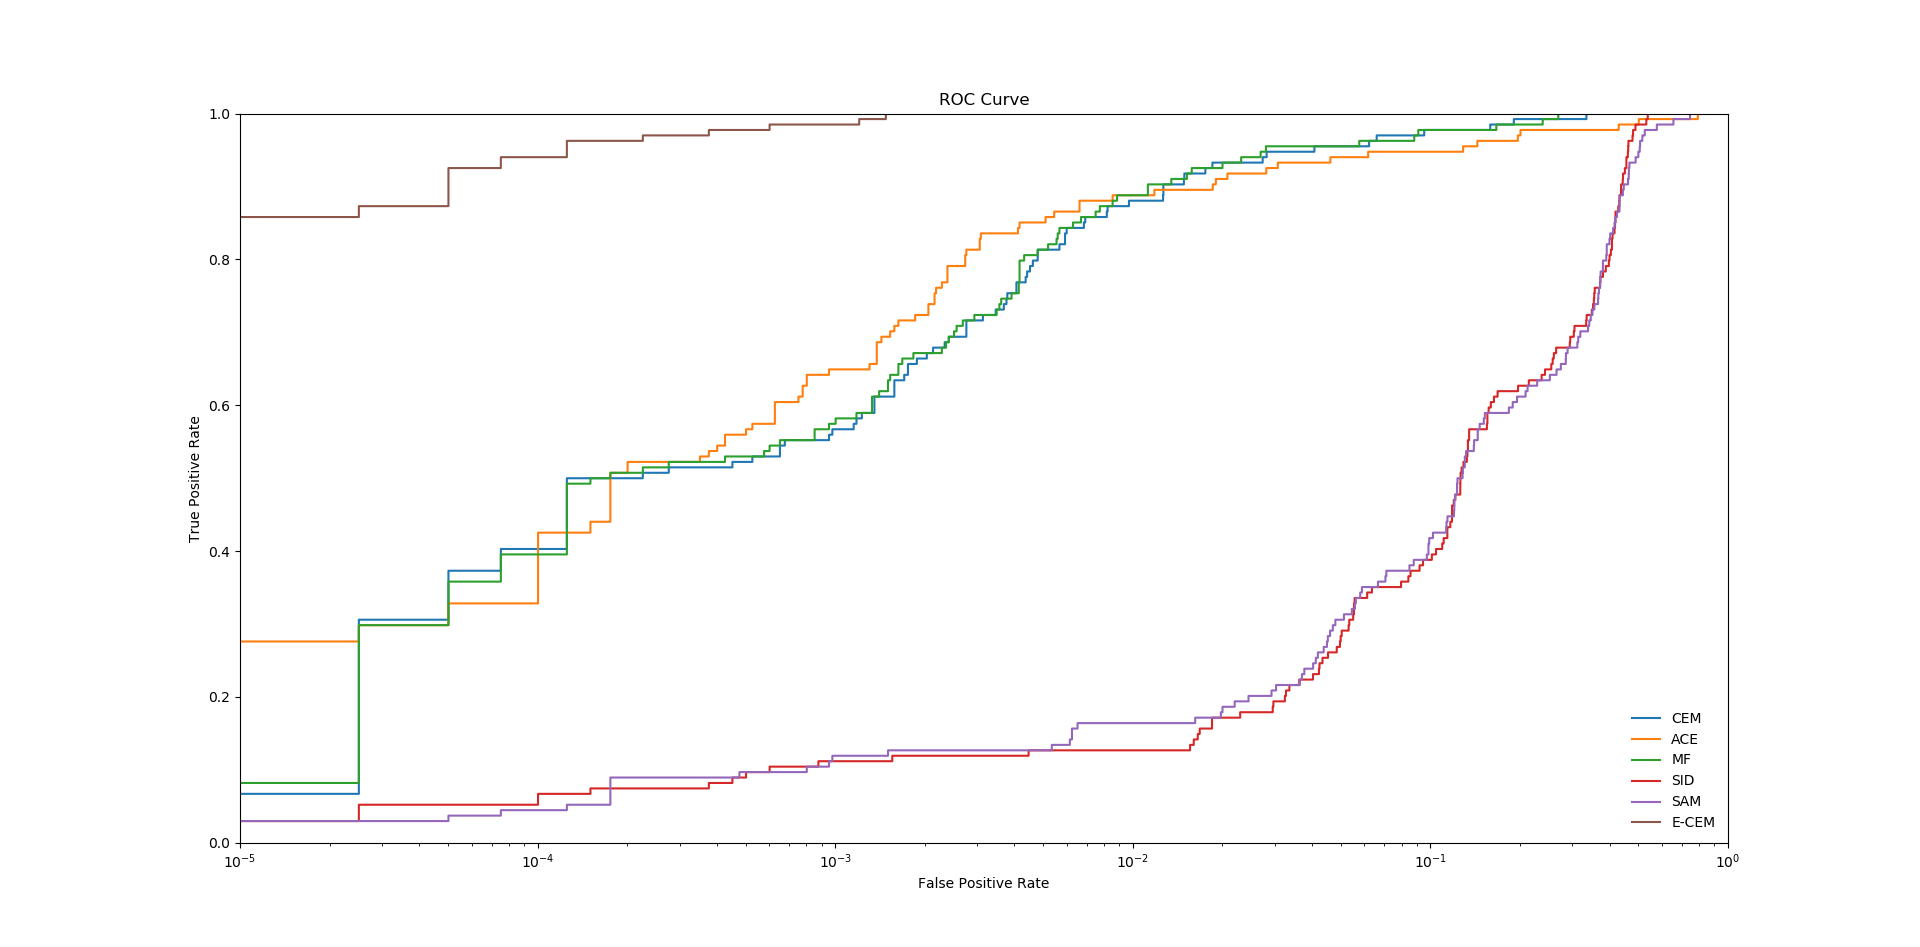 ROC Curve
True Positive Rate
1.0
0.8
0.6
0.4
0.2
0.0
10⁻⁵ 10⁻⁴ 10⁻³ 10⁻² 10⁻¹ 10⁰
False Positive Rate
CEM
ACE
MF
SID
SAM
E-CEM